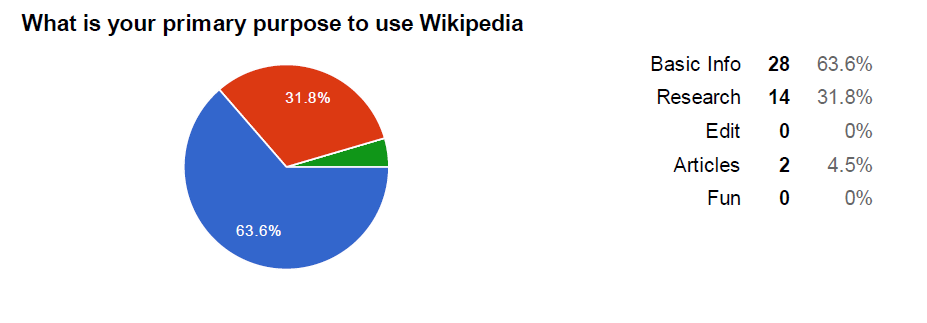 What is your primary purpose to use Wikipedia
31.8%
63.6%
Basic Info 28 63.6%
Research 14 31.8%
Edit 0 0%
Articles 2 4.5%
Fun 0 0%